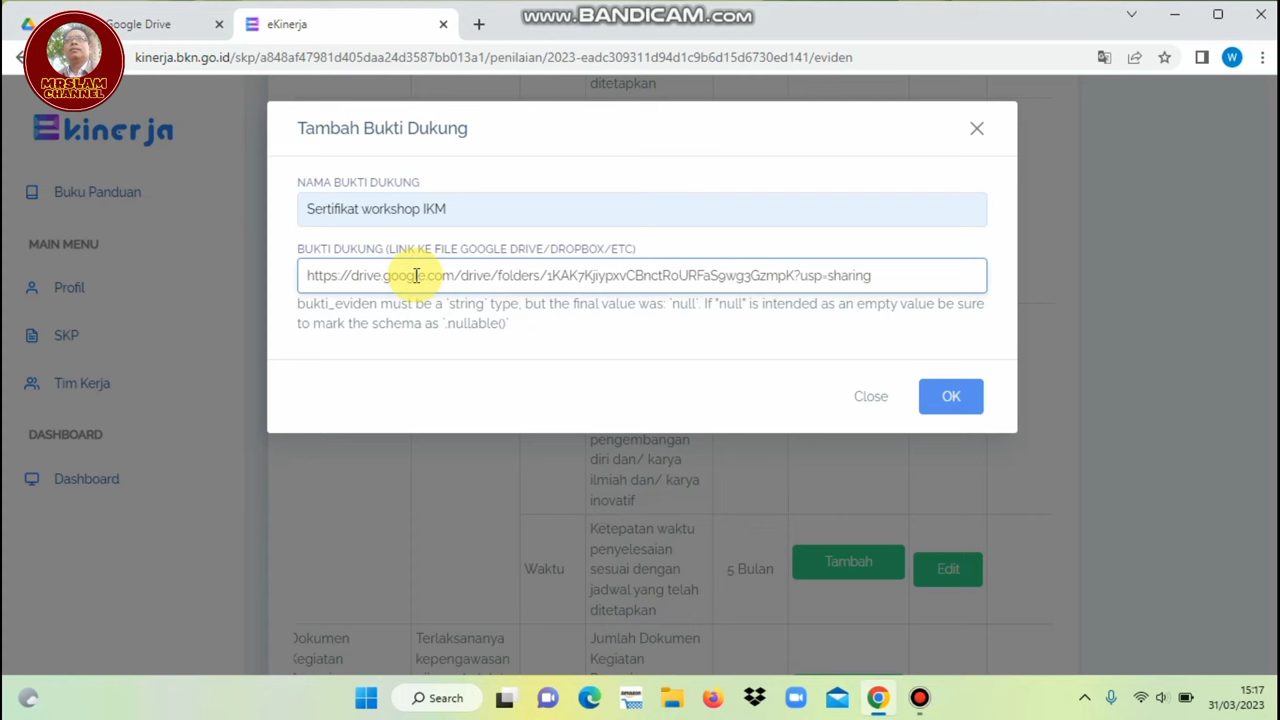 Google Drive
eKinerja
www.BANDICAM.com
kinerja.bkn.go.id/skp/a848af47981d405daa24d3587bb013a1/penilaian/2023-eadc309311d94d1c9b6d15d6730ed141/eviden
W
MRSLAM
CHANNEL
Ekinerja
Buku Panduan
MAIN MENU
Profil
SKP
Tim Kerja
DASHBOARD
Dashboard
ditetapkan
Tambah Bukti Dukung
NAMA BUKTI DUKUNG
Sertifikat workshop IKM
BUKTI DUKUNG (LINK KE FILE GOOGLE DRIVE/DROPBOX/ETC)
https://drive.google.com/drive/folders/1KAK7KjiypxvCBnctRoURFaS9wg3GzmpK?usp=sharing
bukti_eviden must be a `string` type, but the final value was: `null`. If "null" is intended as an empty value be sure
to mark the schema as `.nullable()`
Close
OK
pengembangan
diri dan/ karya
ilmiah dan/ karya
inovatif
Waktu
Ketepatan waktu
penyelesaian
sesuai dengan
jadwal yang telah
ditetapkan
5 Bulan
Tambah
Edit
Dokumen
Kegiatan
Terlaksananya
kepengawasan
Jumlah Dokumen
Kegiatan
Search
15:17
31/03/2023